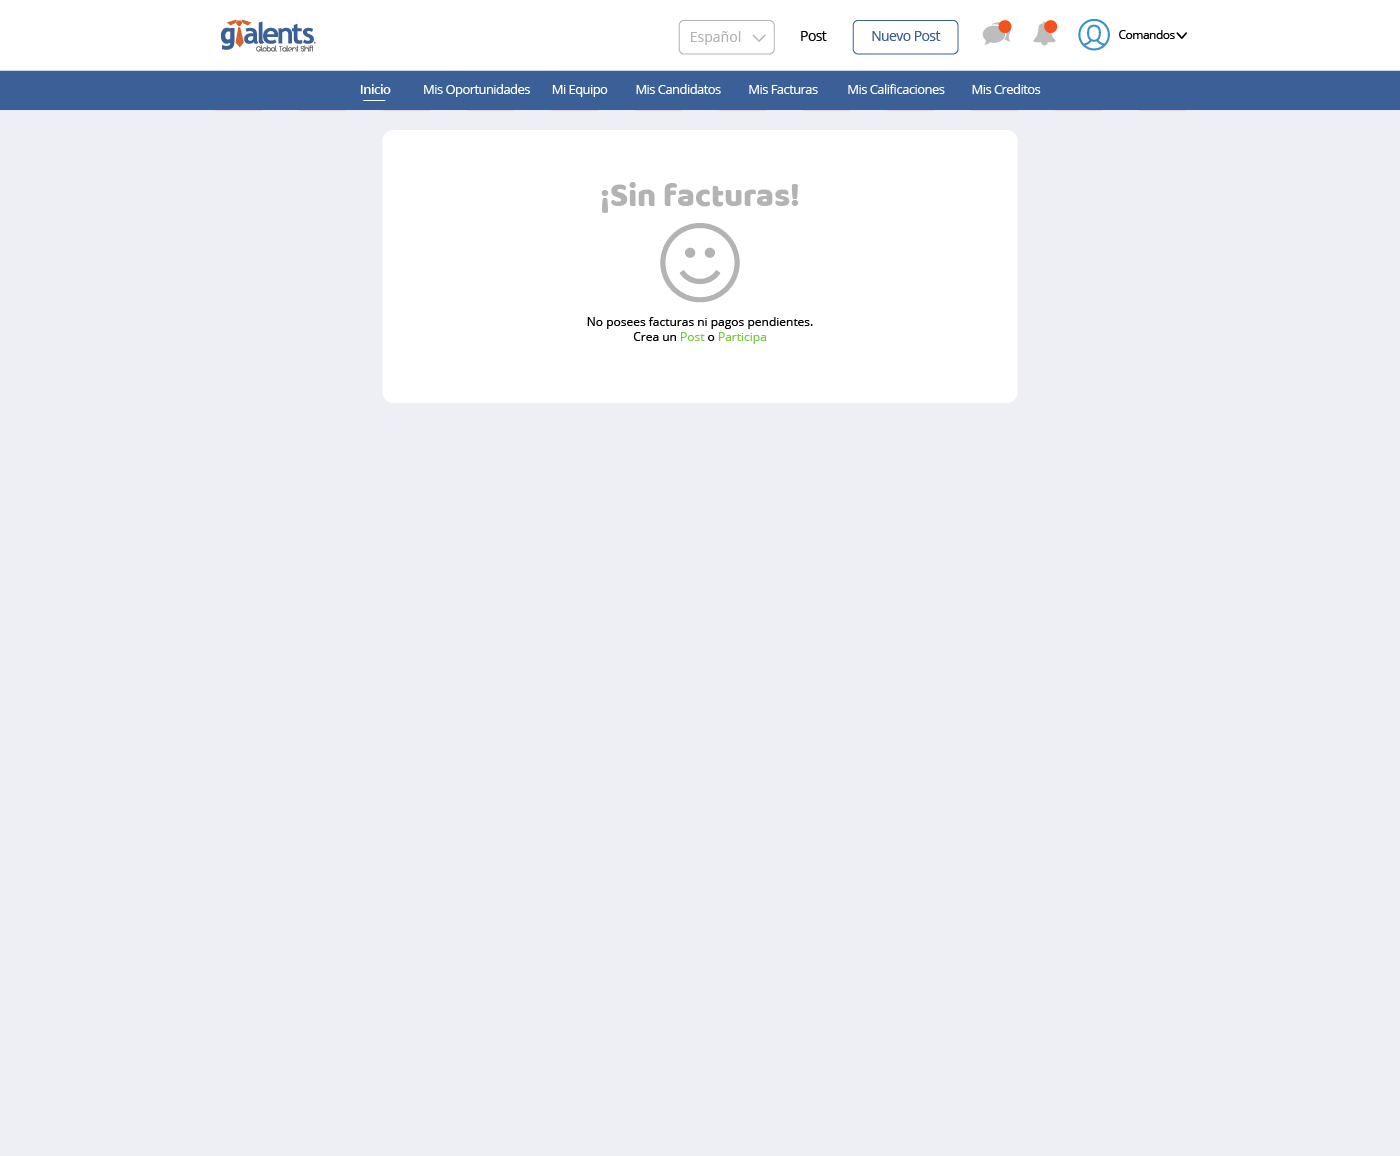 gtalents.
Global Talent Shift
Español
Post
Nuevo Post
Comandos
Inicio
Mis Oportunidades
Mi Equipo
Mis Candidatos
Mis Facturas
Mis Calificaciones
Mis Creditos
¡Sin facturas!
No posees facturas ni pagos pendientes.
Crea un Post o Participa